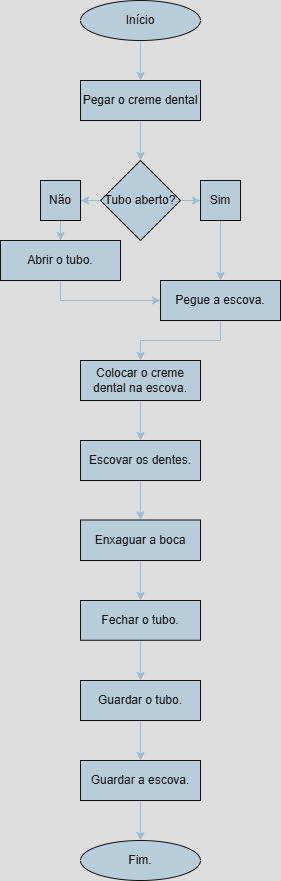 Início
Pegar o creme dental
Não
Tubo aberto?
Sim
Abrir o tubo.
Pegue a escova.
Colocar o creme
dental na escova.
Escovar os dentes.
Enxaguar a boca
Fechar o tubo.
Guardar o tubo.
Guardar a escova.
Fim.